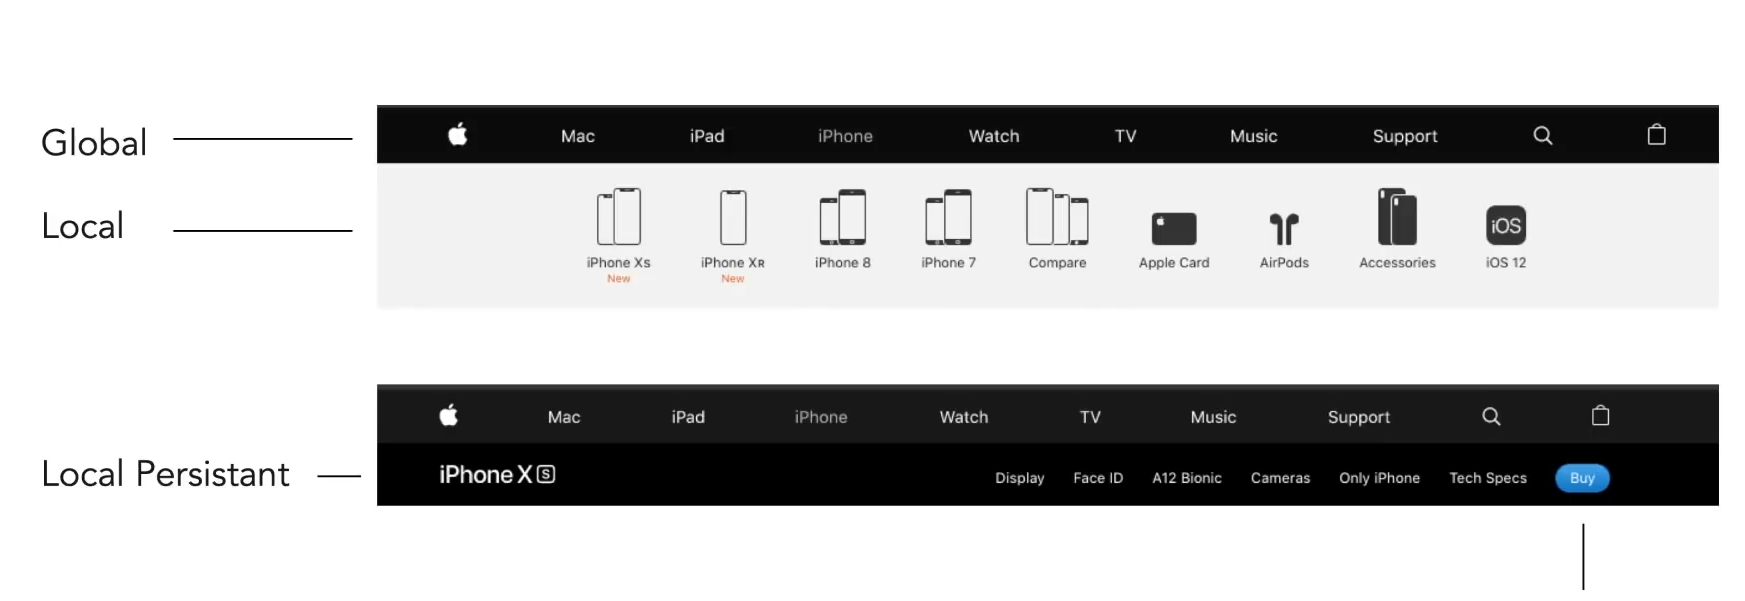 Global
Mac iPad iPhone Watch TV Music Support
Local
iPhone Xs iPhone XR iPhone 8 iPhone 7 Compare Apple Card AirPods Accessories iOS 12
iOS
New New
Mac iPad iPhone Watch TV Music Support
Local Persistant
iPhone XS Display Face ID A12 Bionic Cameras Only iPhone Tech Specs Buy